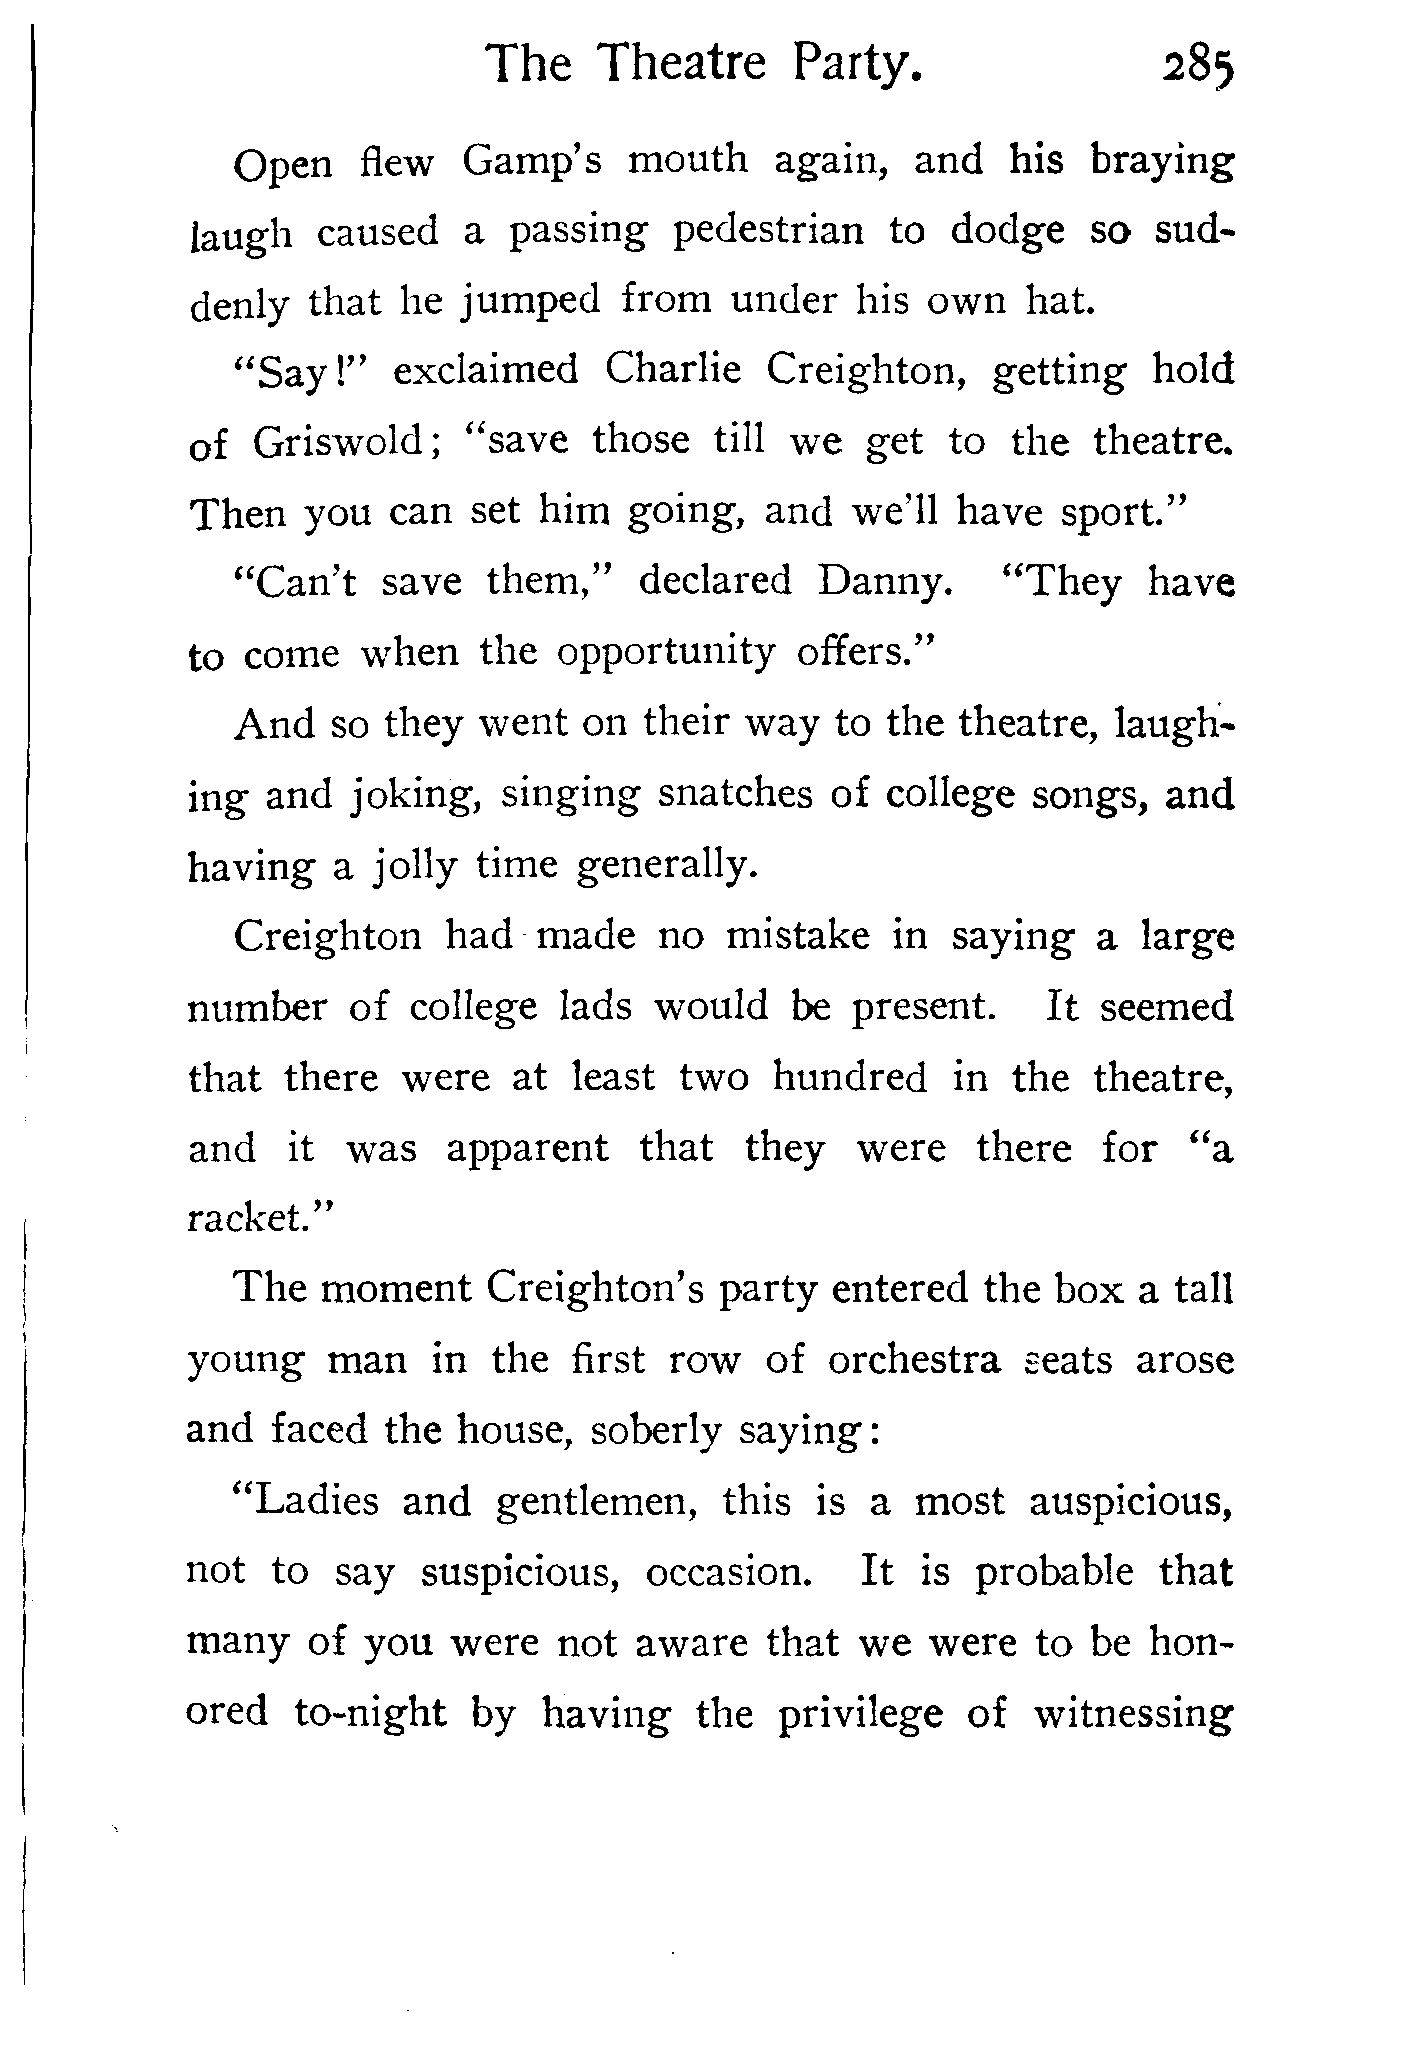 The Theatre Party. 285
Open flew Gamp's mouth again, and his braying
laugh caused a passing pedestrian to dodge so sud-
denly that he jumped from under his own hat.
"Say!" exclaimed Charlie Creighton, getting hold
of Griswold; "save those till we get to the theatre.
Then you can set him going, and we'll have sport."
"Can't save them," declared Danny. "They have
to come when the opportunity offers."
And so they went on their way to the theatre, laugh-
ing and joking, singing snatches of college songs, and
having a jolly time generally.
Creighton had made no mistake in saying a large
number of college lads would be present. It seemed
that there were at least two hundred in the theatre,
and it was apparent that they were there for "a
racket."
The moment Creighton's party entered the box a tall
young man in the first row of orchestra seats arose
and faced the house, soberly saying:
"Ladies and gentlemen, this is a most auspicious,
not to say suspicious, occasion. It is probable that
many of you were not aware that we were to be hon-
ored to-night by having the privilege of witnessing